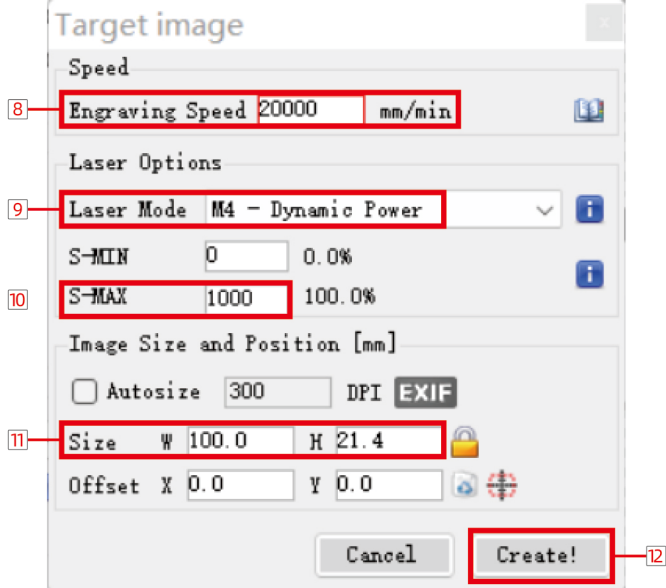 Target image
Speed
8 Engraving Speed 20000 mm/min
Laser Options
9 Laser Mode M4 - Dynamic Power
S-MIN 0 0.0%
10 S-MAX 1000 100.0%
Image Size and Position [mm]
Autosize 300 DPI EXIF
11 Size W 100.0 H 21.4
Offset X 0.0 Y 0.0
Cancel Create! 12